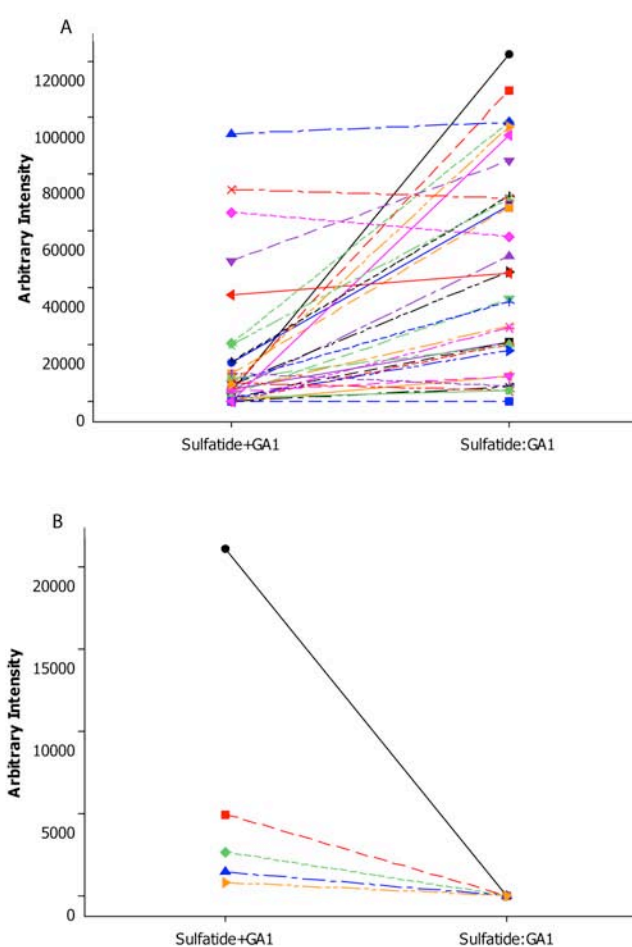 A
Arbitrary Intensity
120000
100000
80000
60000
40000
20000
0
Sulfatide+GA1
Sulfatide:GA1
B
Arbitrary Intensity
20000
15000
10000
5000
0
Sulfatide+GA1
Sulfatide:GA1